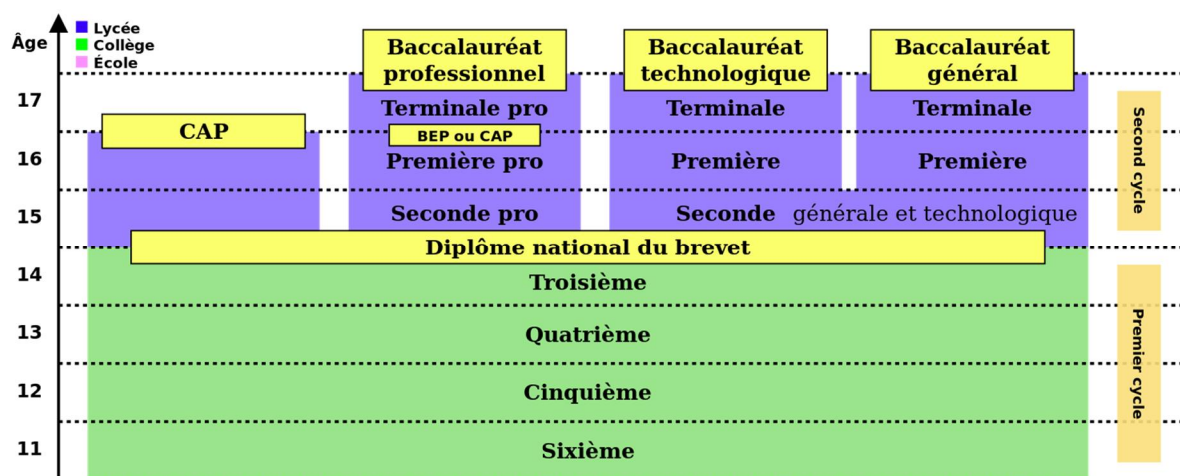 Âge
Lycée
Collège
École
Baccalauréat
professionnel
Baccalauréat
technologique
Baccalauréat
général
17
Terminale pro
Terminale
Terminale
CAP
BEP ou CAP
16
Première pro
Première
Première
15
Seconde pro
Seconde générale et technologique
Second cycle
Diplôme national du brevet
14
Troisième
13
Quatrième
12
Cinquième
11
Sixième
Premier cycle